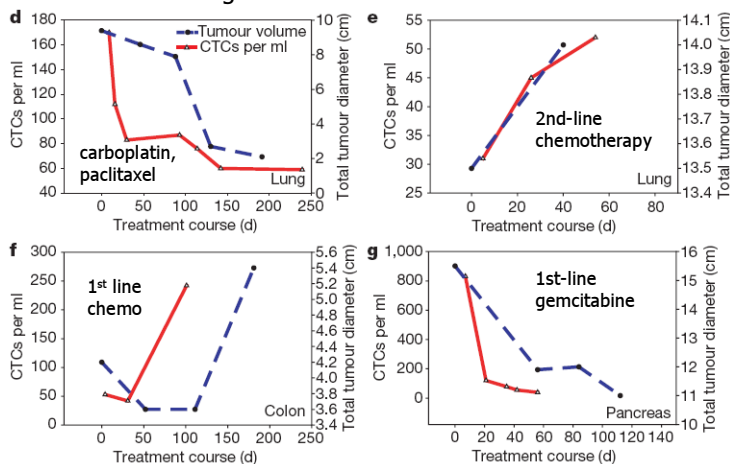 d
180
160
140
120
100
80
60
40
CTCs per ml
10
8
6
4
2
0
Total tumour diameter (cm)
Tumour volume
CTCs per ml
carboplatin,
paclitaxel
Lung
0 50 100 150 200 250
Treatment course (d)
e
55
50
45
40
35
30
25
CTCs per ml
14.1
14.0
13.9
13.8
13.7
13.6
13.5
13.4
Total tumour diameter (cm)
2nd-line
chemotherapy
Lung
0 20 40 60 80
Treatment course (d)
f
300
250
200
150
100
50
0
CTCs per ml
5.6
5.4
5.2
5.0
4.8
4.6
4.4
4.2
4.0
3.8
3.6
3.4
Total tumour diameter (cm)
1st line
chemo
Colon
0 50 100 150 200 250
Treatment course (d)
g
1,000
800
600
400
200
0
CTCs per ml
16
15
14
13
12
11
10
Total tumour diameter (cm)
1st-line
gemcitabine
Pancreas
0 20 40 60 80 100 120 140
Treatment course (d)